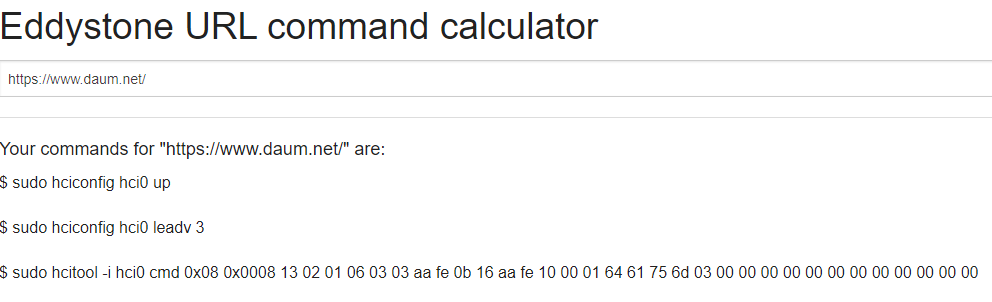 Eddystone URL command calculator
https://www.daum.net/
Your commands for "https://www.daum.net/" are:
$ sudo hciconfig hci0 up
$ sudo hciconfig hci0 leadv 3
$ sudo hcitool -i hci0 cmd 0x08 0x0008 13 02 01 06 03 03 aa fe 0b 16 aa fe 10 00 01 64 61 75 6d 03 00 00 00 00 00 00 00 00 00 00 00 00